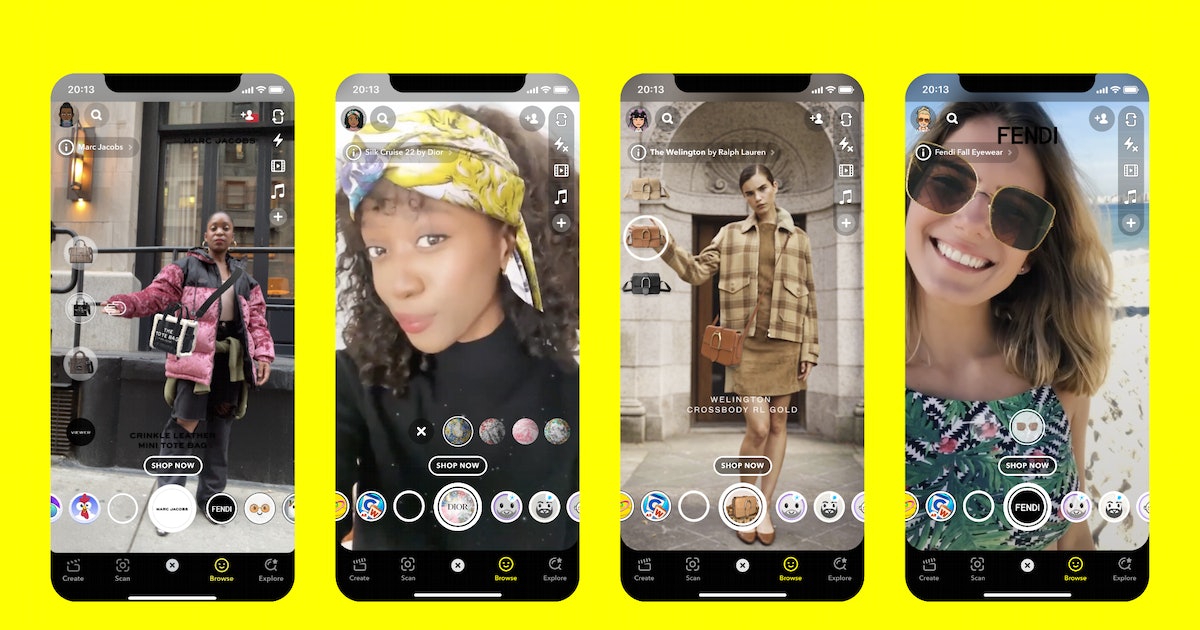 20:13
Marc Jacobs
MARC JACOBS
THE
TOTE BAG
VIEWER
CRINKLE LEATHER
MINI TOTE BAG
SHOP NOW
MARC JACOBS
FENDI
Create
Scan
Browse
Explore
20:13
Silk Cruise 22 by Dior
SHOP NOW
DIOR
Create
Scan
Browse
Explore
20:13
The Welington by Ralph Lauren
WELINGTON
CROSSBODY RL GOLD
SHOP NOW
Create
Scan
Browse
Explore
20:13
FENDI
Fendi Fall Eyewear
SHOP NOW
FENDI
Create
Scan
Browse
Explore